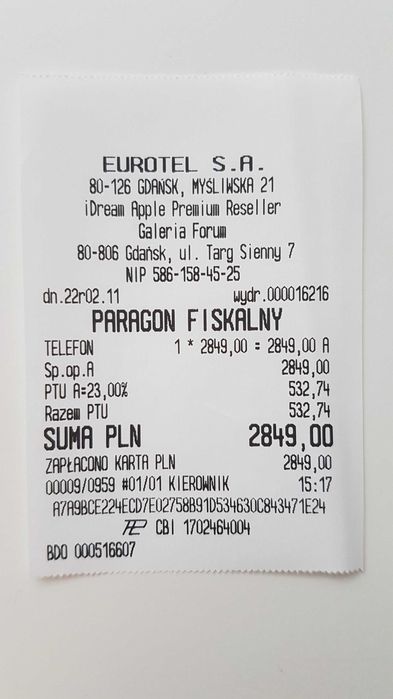 EUROTEL S.A.
80-126 GDAŃSK, MYŚLIWSKA 21
iDream Apple Premium Reseller
Galeria Forum
80-806 Gdańsk, ul. Targ Sienny 7
NIP 586-158-45-25
dn.22r02.11 wydr.000016216
PARAGON FISKALNY
TELEFON 1 * 2849,00 = 2849,00 A
Sp.op.A 2849,00
PTU A=23,00% 532,74
Razem PTU 532,74
SUMA PLN 2849,00
ZAPŁACONO KARTA PLN 2849,00
00009/0959 #01/01 KIEROWNIK 15:17
A7A9BCE224ECD7E02758B91D534630C843471E24
CBI 1702464004
BDO 000516607